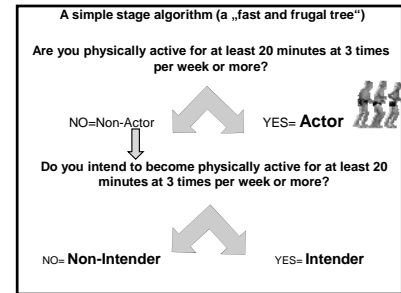 A simple stage algorithm (a „fast and frugal tree“)
Are you physically active for at least 20 minutes at 3 times
per week or more?
NO=Non-Actor YES= Actor
Do you intend to become physically active for at least 20
minutes at 3 times per week or more?
NO= Non-Intender YES= Intender